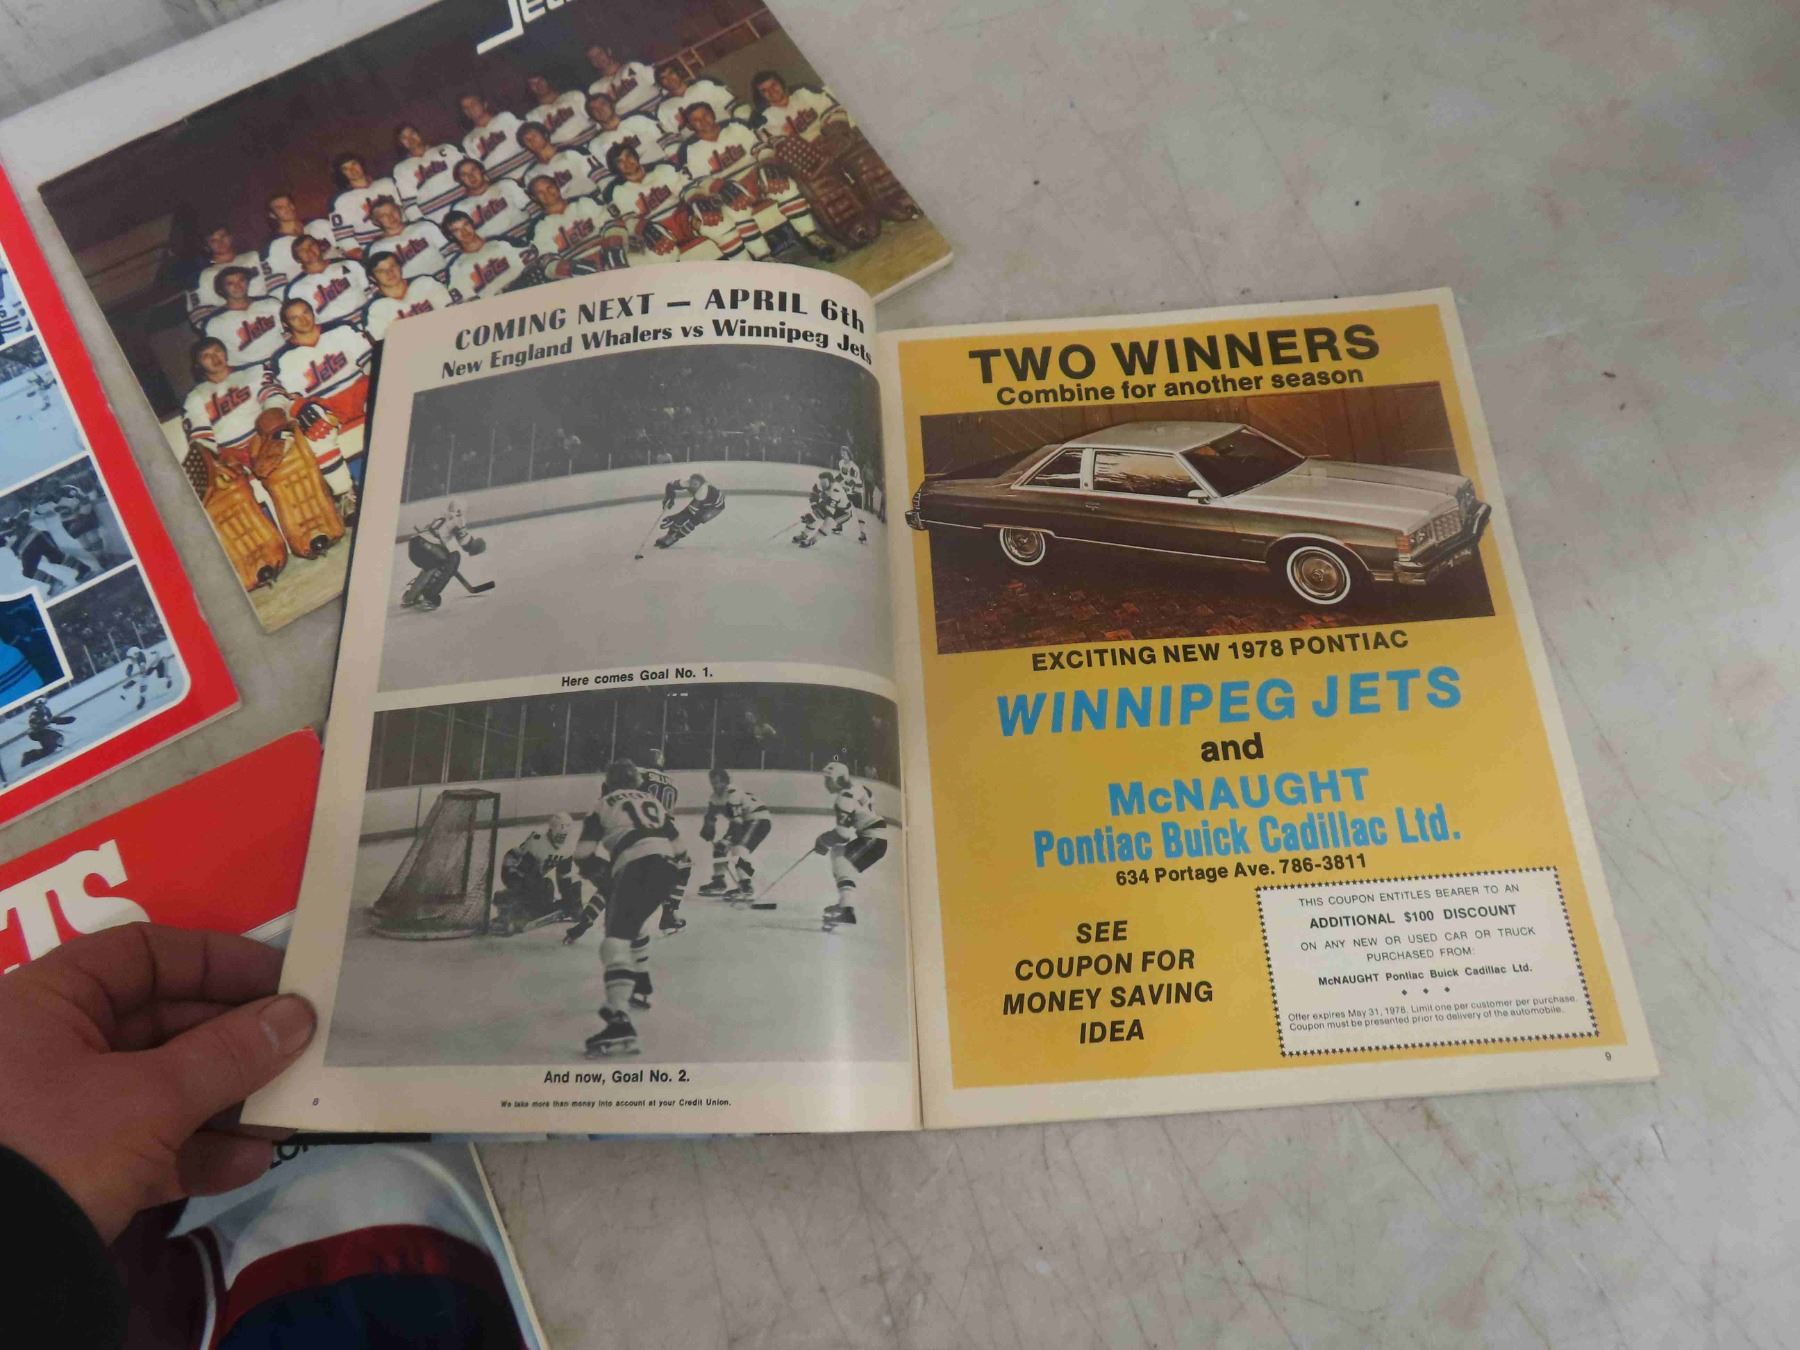 Jets
COMING NEXT — APRIL 6th
New England Whalers vs Winnipeg Jets
Here comes Goal No. 1.
And now, Goal No. 2.
8
We take more than money into account at your Credit Union.
TWO WINNERS
Combine for another season
EXCITING NEW 1978 PONTIAC
WINNIPEG JETS
and
McNAUGHT
Pontiac Buick Cadillac Ltd.
634 Portage Ave. 786-3811
SEE
COUPON FOR
MONEY SAVING
IDEA
THIS COUPON ENTITLES BEARER TO AN
ADDITIONAL $100 DISCOUNT
ON ANY NEW OR USED CAR OR TRUCK
PURCHASED FROM:
McNAUGHT Pontiac Buick Cadillac Ltd.
Offer expires May 31, 1978. Limit one per customer per purchase.
Coupon must be presented prior to delivery of the automobile.
9